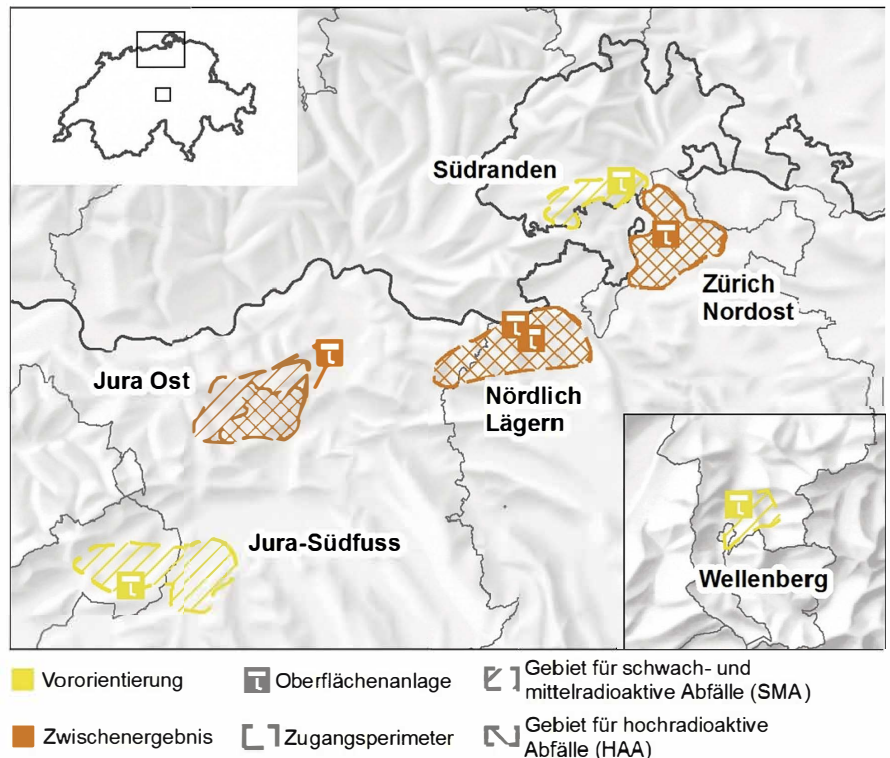 Südranden
Zürich
Nordost
Jura Ost
Nördlich
Lägern
Jura-Südfuss
Wellenberg
Vororientierung
Oberflächenanlage
Gebiet für schwach- und
mittelradioaktive Abfälle (SMA)
Zwischenergebnis
Zugangsperimeter
Gebiet für hochradioaktive
Abfälle (HAA)